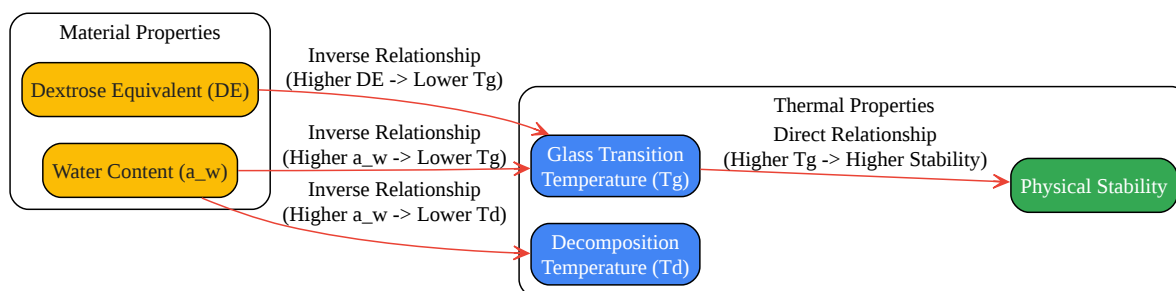 Material Properties
Dextrose Equivalent (DE)
Water Content (a_w)
Inverse Relationship
(Higher DE -> Lower Tg)
Inverse Relationship
(Higher a_w -> Lower Tg)
Inverse Relationship
(Higher a_w -> Lower Td)
Thermal Properties
Glass Transition
Temperature (Tg)
Decomposition
Temperature (Td)
Direct Relationship
(Higher Tg -> Higher Stability)
Physical Stability